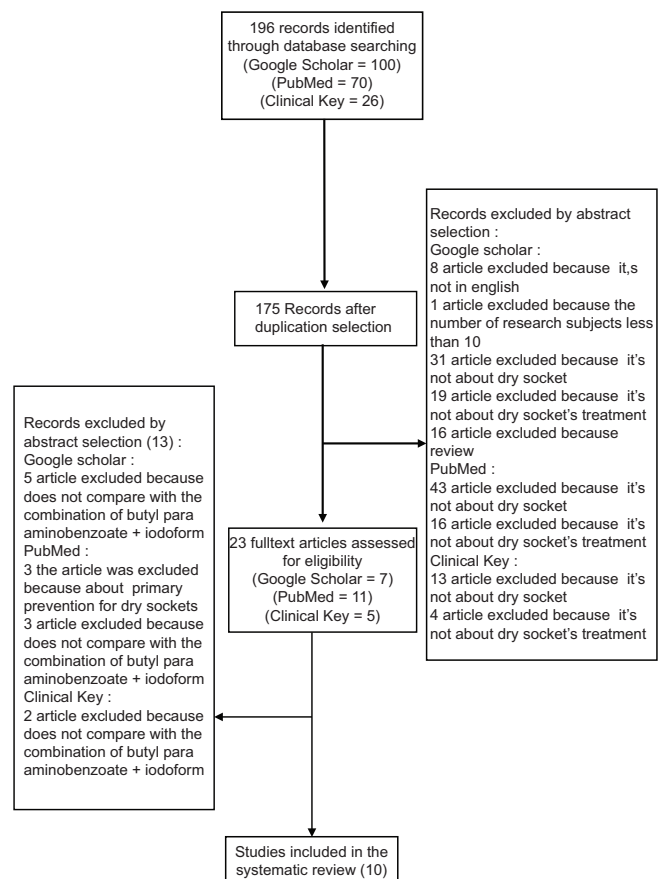 196 records identified
through database searching
(Google Scholar = 100)
(PubMed = 70)
(Clinical Key = 26)
175 Records after
duplication selection
Records excluded by abstract
selection :
Google scholar :
8 article excluded because it,s
not in english
1 article excluded because the
number of research subjects less
than 10
31 article excluded because it's
not about dry socket
19 article excluded because it's
not about dry socket's treatment
16 article excluded because
review
PubMed :
43 article excluded because it's
not about dry socket
16 article excluded because it's
not about dry socket's treatment
Clinical Key :
13 article excluded because it's
not about dry socket
4 article excluded because it's
not about dry socket's treatment
23 fulltext articles assessed
for eligibility
(Google Scholar = 7)
(PubMed = 11)
(Clinical Key = 5)
Records excluded by
abstract selection (13) :
Google scholar :
5 article excluded because
does not compare with the
combination of butyl para
aminobenzoate + iodoform
PubMed :
3 the article was excluded
because about primary
prevention for dry sockets
3 article excluded because
does not compare with the
combination of butyl para
aminobenzoate + iodoform
Clinical Key :
2 article excluded because
does not compare with the
combination of butyl para
aminobenzoate + iodoform
Studies included in the
systematic review (10)